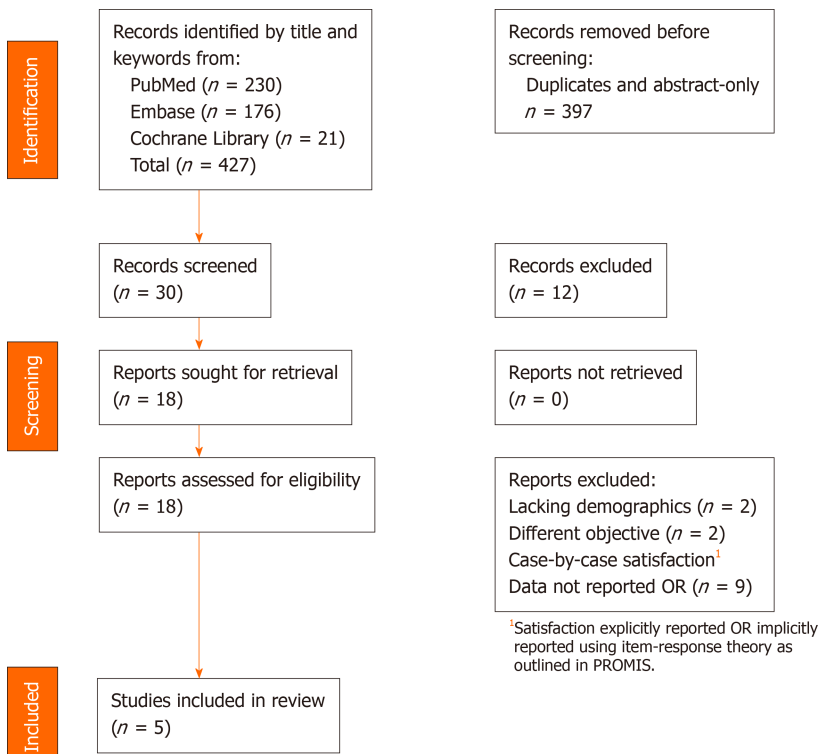 Identification
Records identified by title and
keywords from:
PubMed (n = 230)
Embase (n = 176)
Cochrane Library (n = 21)
Total (n = 427)
Records removed before
screening:
Duplicates and abstract-only
n = 397
Screening
Records screened
(n = 30)
Records excluded
(n = 12)
Reports sought for retrieval
(n = 18)
Reports not retrieved
(n = 0)
Reports assessed for eligibility
(n = 18)
Reports excluded:
Lacking demographics (n = 2)
Different objective (n = 2)
Case-by-case satisfaction¹
Data not reported OR (n = 9)
¹Satisfaction explicitly reported OR implicitly
reported using item-response theory as
outlined in PROMIS.
Included
Studies included in review
(n = 5)